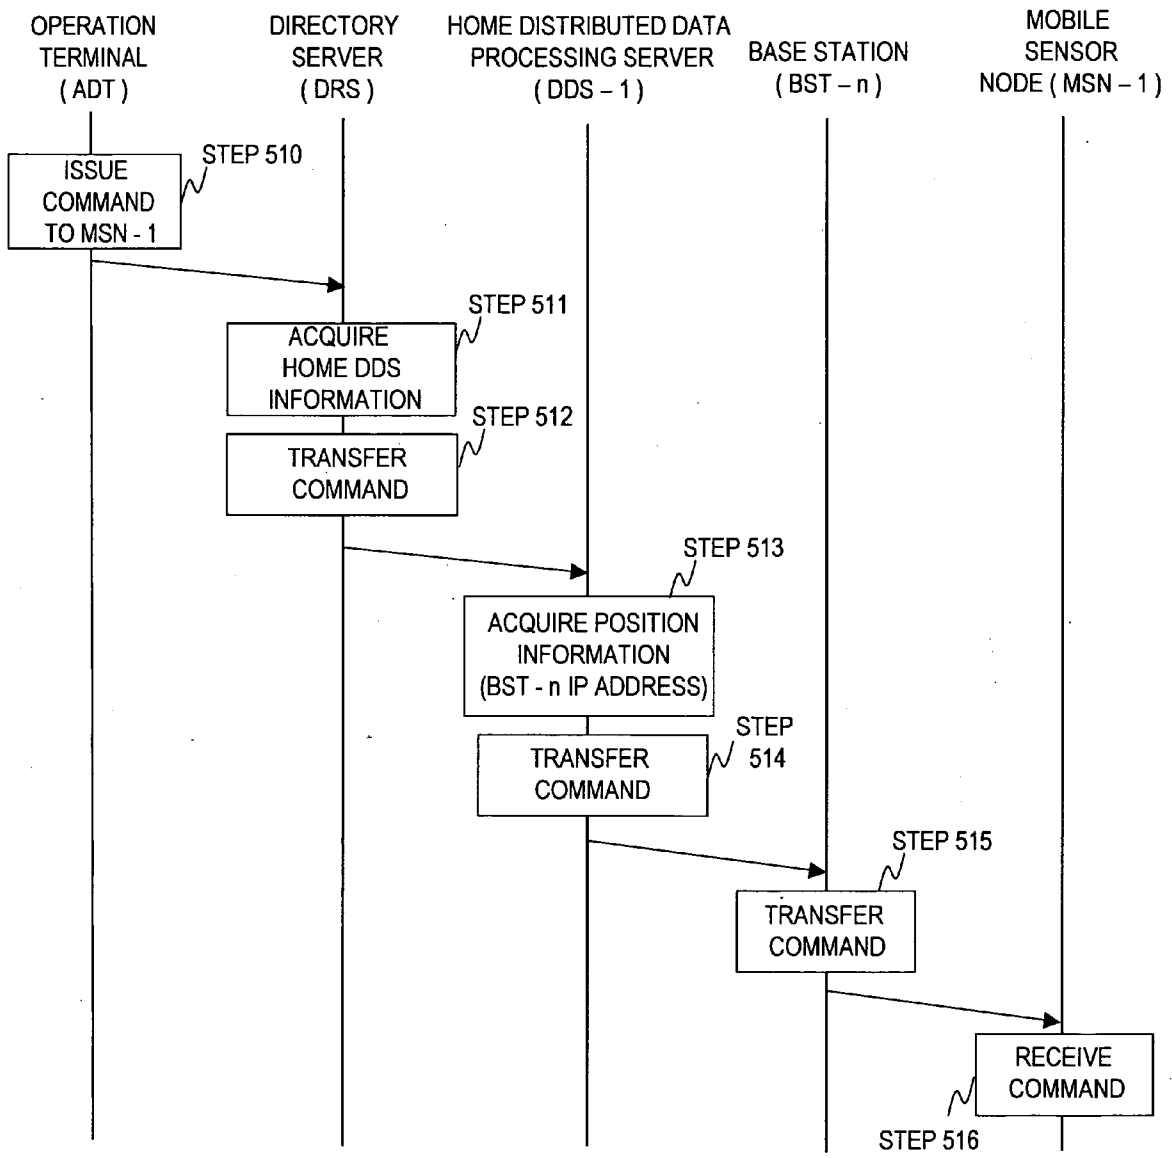 OPERATION
TERMINAL
( ADT )
DIRECTORY
SERVER
( DRS )
HOME DISTRIBUTED DATA
PROCESSING SERVER
( DDS – 1 )
BASE STATION
( BST – n )
MOBILE
SENSOR
NODE ( MSN – 1 )
STEP 510
ISSUE
COMMAND
TO MSN - 1
STEP 511
ACQUIRE
HOME DDS
INFORMATION
STEP 512
TRANSFER
COMMAND
STEP 513
ACQUIRE POSITION
INFORMATION
(BST - n IP ADDRESS)
STEP
514
TRANSFER
COMMAND
STEP 515
TRANSFER
COMMAND
RECEIVE
COMMAND
STEP 516